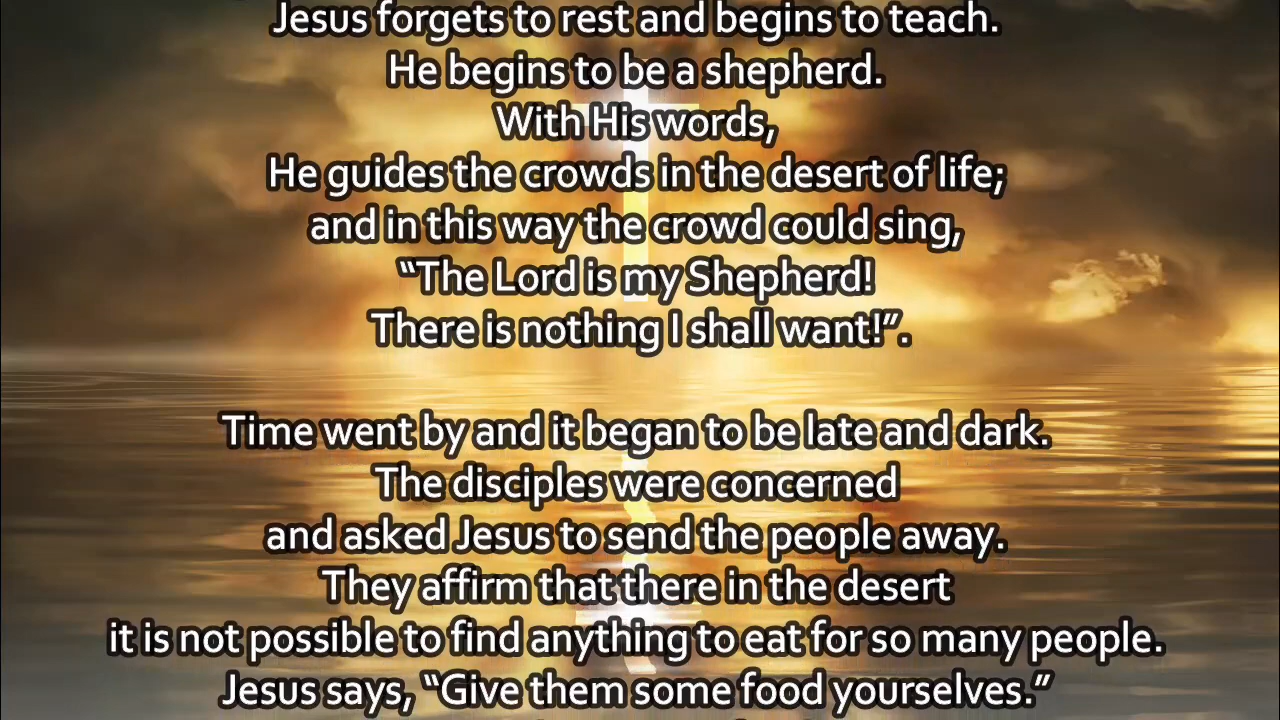 Jesus forgets to rest and begins to teach.
He begins to be a shepherd.
With His words,
He guides the crowds in the desert of life;
and in this way the crowd could sing,
“The Lord is my Shepherd!
There is nothing I shall want!”.
Time went by and it began to be late and dark.
The disciples were concerned
and asked Jesus to send the people away.
They affirm that there in the desert
it is not possible to find anything to eat for so many people.
Jesus says, “Give them some food yourselves.”